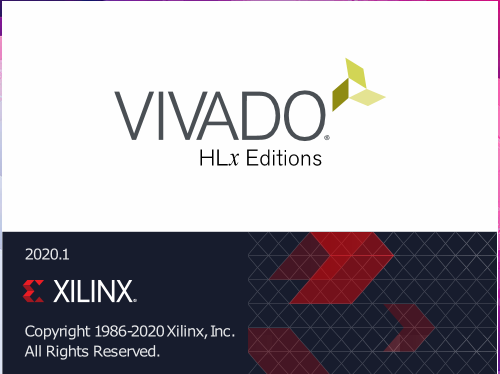 VIVADO®
HLx Editions
2020.1
XILINX®
Copyright 1986-2020 Xilinx, Inc.
All Rights Reserved.